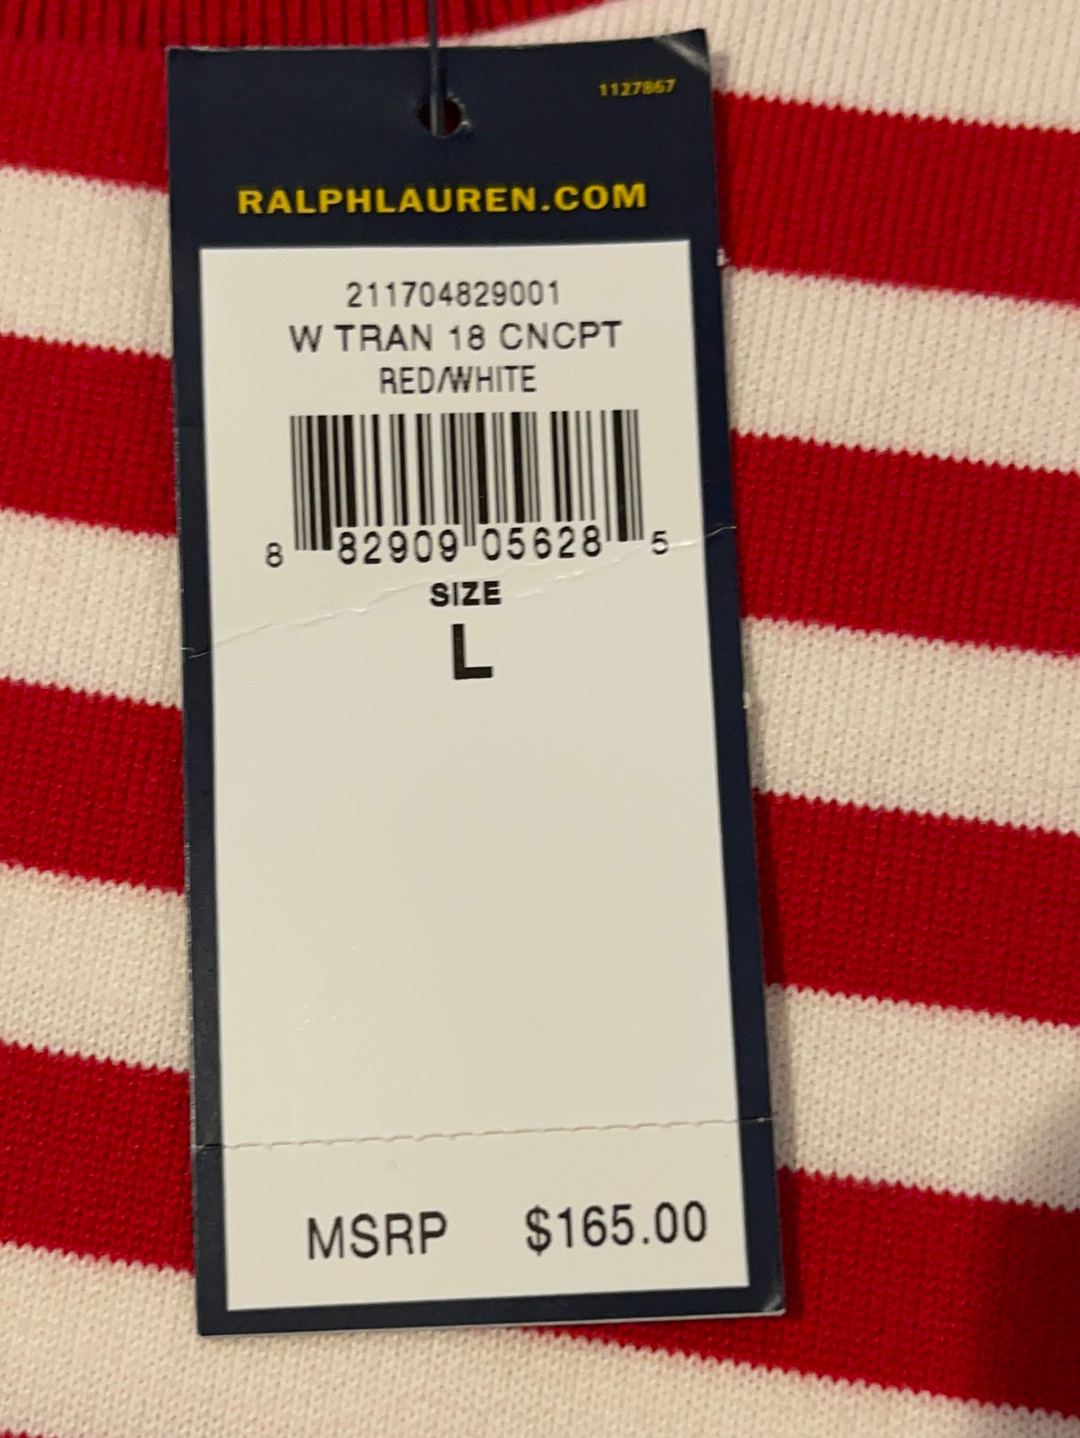 1127867
RALPHLAUREN.COM
211704829001
W TRAN 18 CNCPT
RED/WHITE
8 82909 05628 5
SIZE
L
MSRP $165.00